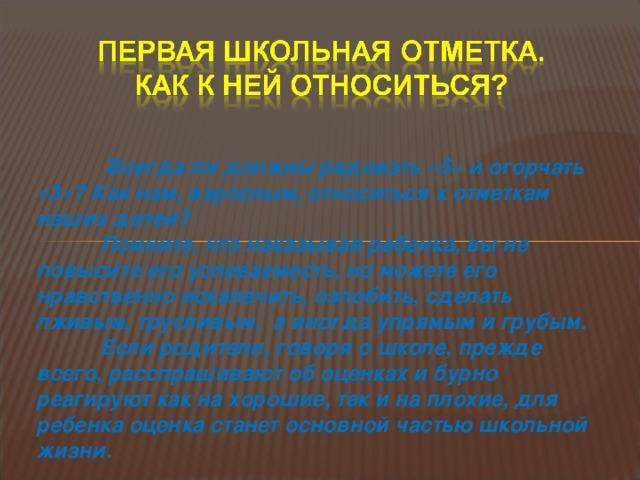 ПЕРВАЯ ШКОЛЬНАЯ ОТМЕТКА.
КАК К НЕЙ ОТНОСИТЬСЯ?
Всегда ли должны радовать «5» и огорчать
«3»? Как нам, взрослым, относиться к отметкам
наших детей?
Помните, что наказывая ребенка, вы не
повысите его успеваемость, но можете его
нравственно искалечить, озлобить, сделать
лживым, трусливым, а иногда упрямым и грубым.
Если родители, говоря о школе, прежде
всего, расспрашивают об оценках и бурно
реагируют как на хорошие, так и на плохие, для
ребенка оценка станет основной частью школьной
жизни.